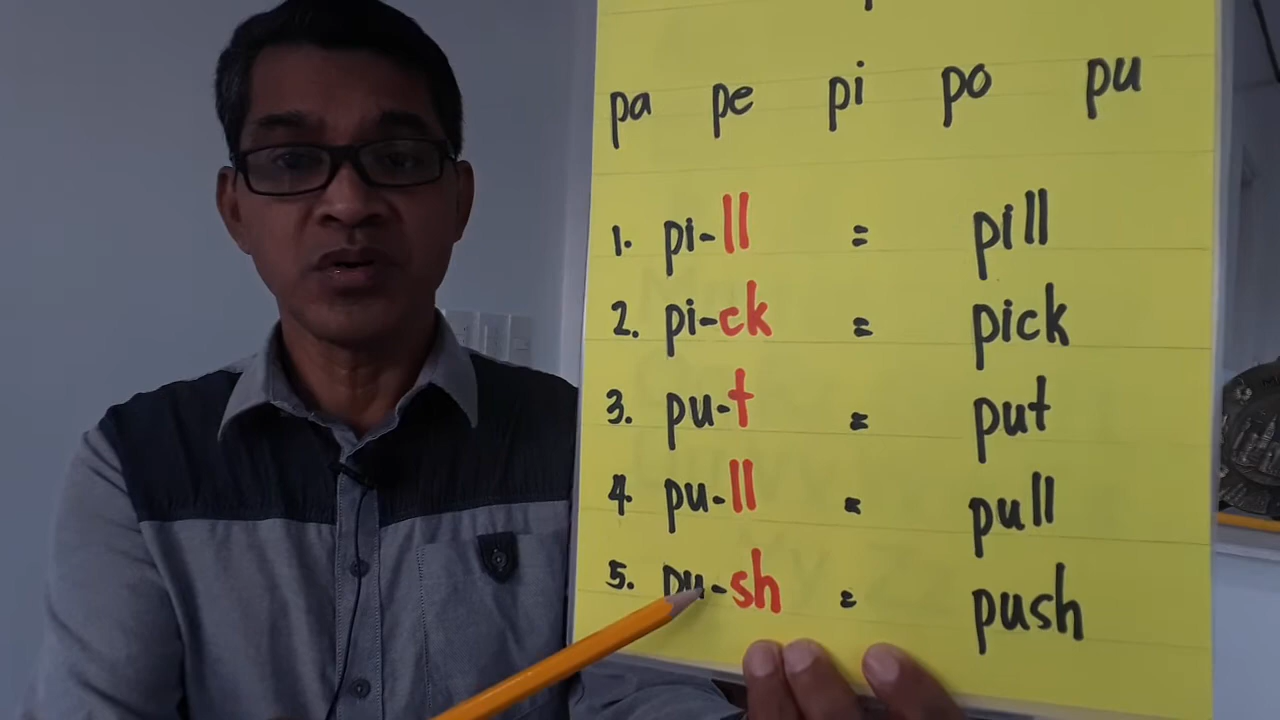 pa pe pi po pu
1. pi-ll = pill
2. pi-ck = pick
3. pu-t = put
4. pu-ll = pull
5. pu-sh = push